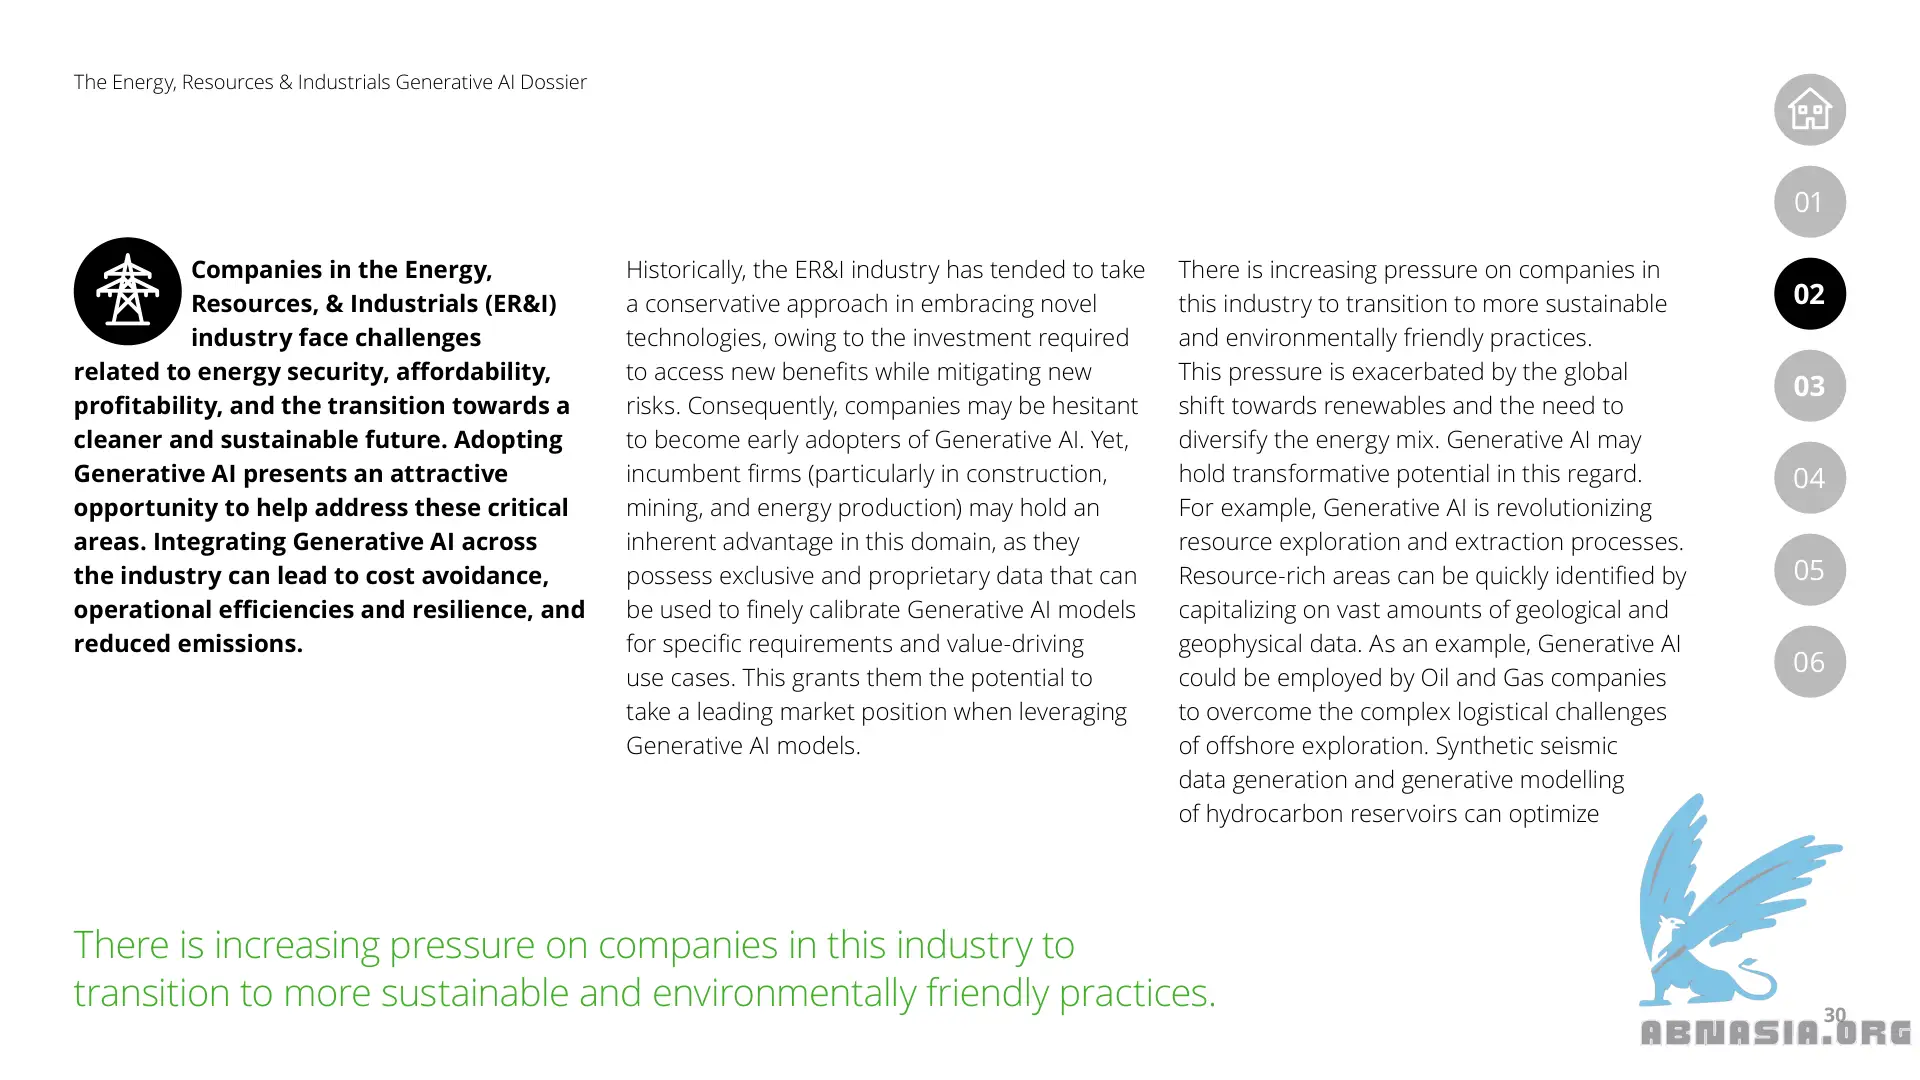 The Energy, Resources & Industrials Generative AI Dossier
Companies in the Energy,
Resources, & Industrials (ER&I)
industry face challenges
related to energy security, affordability,
profitability, and the transition towards a
cleaner and sustainable future. Adopting
Generative AI presents an attractive
opportunity to help address these critical
areas. Integrating Generative AI across
the industry can lead to cost avoidance,
operational efficiencies and resilience, and
reduced emissions.
Historically, the ER&I industry has tended to take
a conservative approach in embracing novel
technologies, owing to the investment required
to access new benefits while mitigating new
risks. Consequently, companies may be hesitant
to become early adopters of Generative AI. Yet,
incumbent firms (particularly in construction,
mining, and energy production) may hold an
inherent advantage in this domain, as they
possess exclusive and proprietary data that can
be used to finely calibrate Generative AI models
for specific requirements and value-driving
use cases. This grants them the potential to
take a leading market position when leveraging
Generative AI models.
There is increasing pressure on companies in
this industry to transition to more sustainable
and environmentally friendly practices.
This pressure is exacerbated by the global
shift towards renewables and the need to
diversify the energy mix. Generative AI may
hold transformative potential in this regard.
For example, Generative AI is revolutionizing
resource exploration and extraction processes.
Resource-rich areas can be quickly identified by
capitalizing on vast amounts of geological and
geophysical data. As an example, Generative AI
could be employed by Oil and Gas companies
to overcome the complex logistical challenges
of offshore exploration. Synthetic seismic
data generation and generative modelling
of hydrocarbon reservoirs can optimize
There is increasing pressure on companies in this industry to
transition to more sustainable and environmentally friendly practices.
01
02
03
04
05
06
30
ABNASIA.ORG